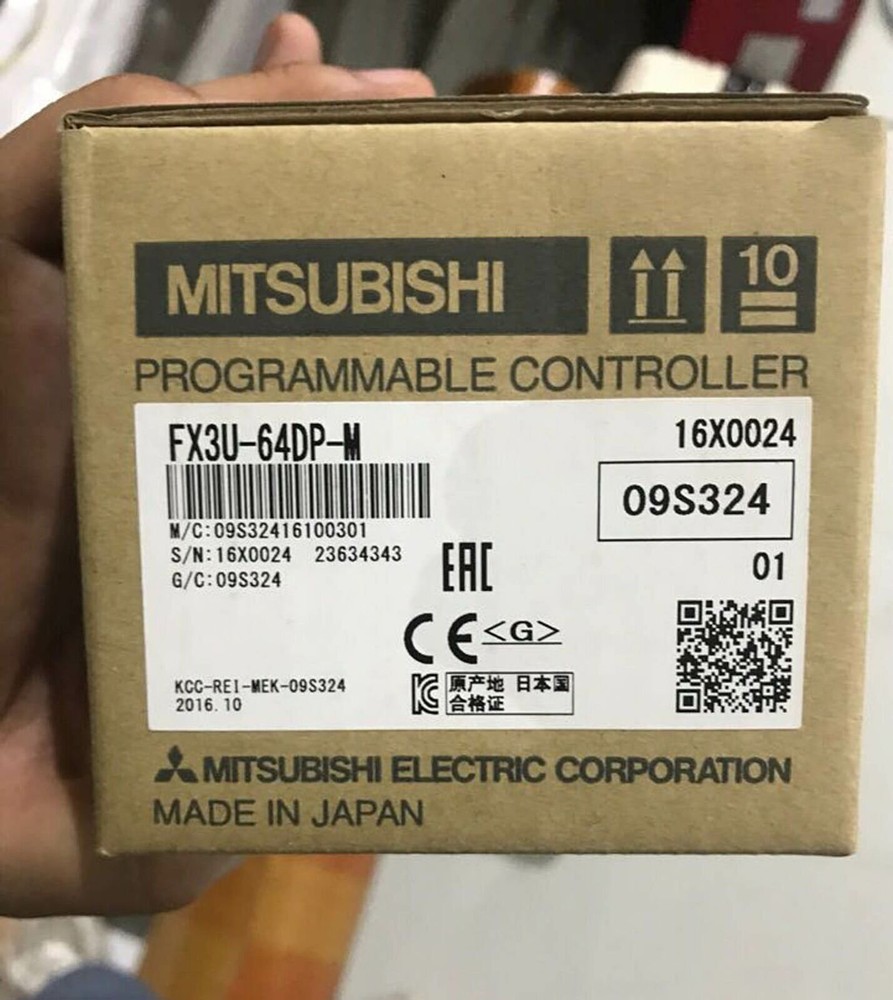 MITSUBISHI
10
PROGRAMMABLE CONTROLLER
FX3U-64DP-M
16X0024
09S324
M/C:09S32416100301
S/N:16X0024 23634343
G/C:09S324
EAC
01
CE <G>
KCC-REI-MEK-09S324
2016.10
KC
原产地 日本国
合格证
MITSUBISHI ELECTRIC CORPORATION
MADE IN JAPAN